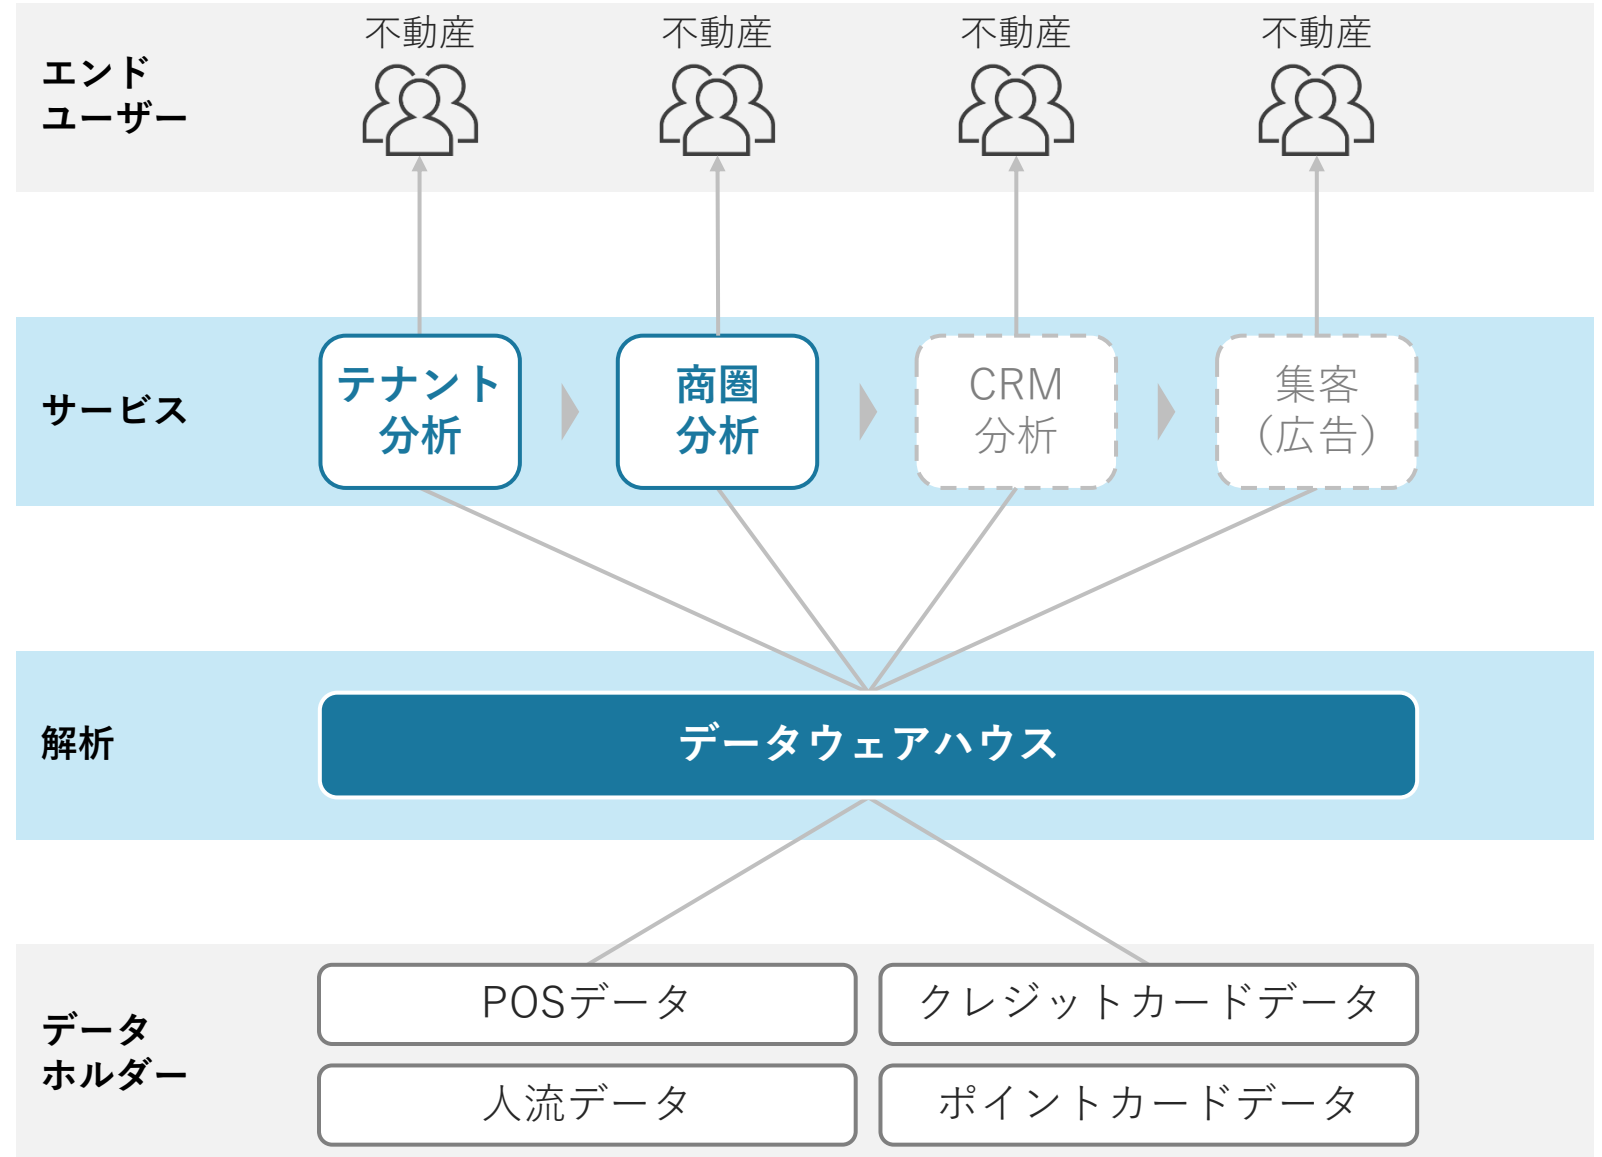 不動産
不動産
不動産
不動産
エンド
ユーザー
サービス
テナント
分析
商圏
分析
CRM
分析
集客
（広告）
解析
データウェアハウス
データ
ホルダー
POSデータ
クレジットカードデータ
人流データ
ポイントカードデータ